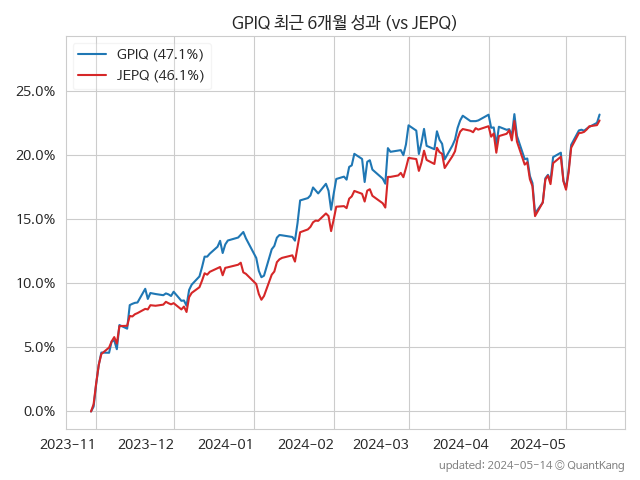 GPIQ 최근 6개월 성과 (vs JEPQ)
GPIQ (47.1%)
JEPQ (46.1%)
25.0%
20.0%
15.0%
10.0%
5.0%
0.0%
2023-11 2023-12 2024-01 2024-02 2024-03 2024-04 2024-05
updated: 2024-05-14 © QuantKang